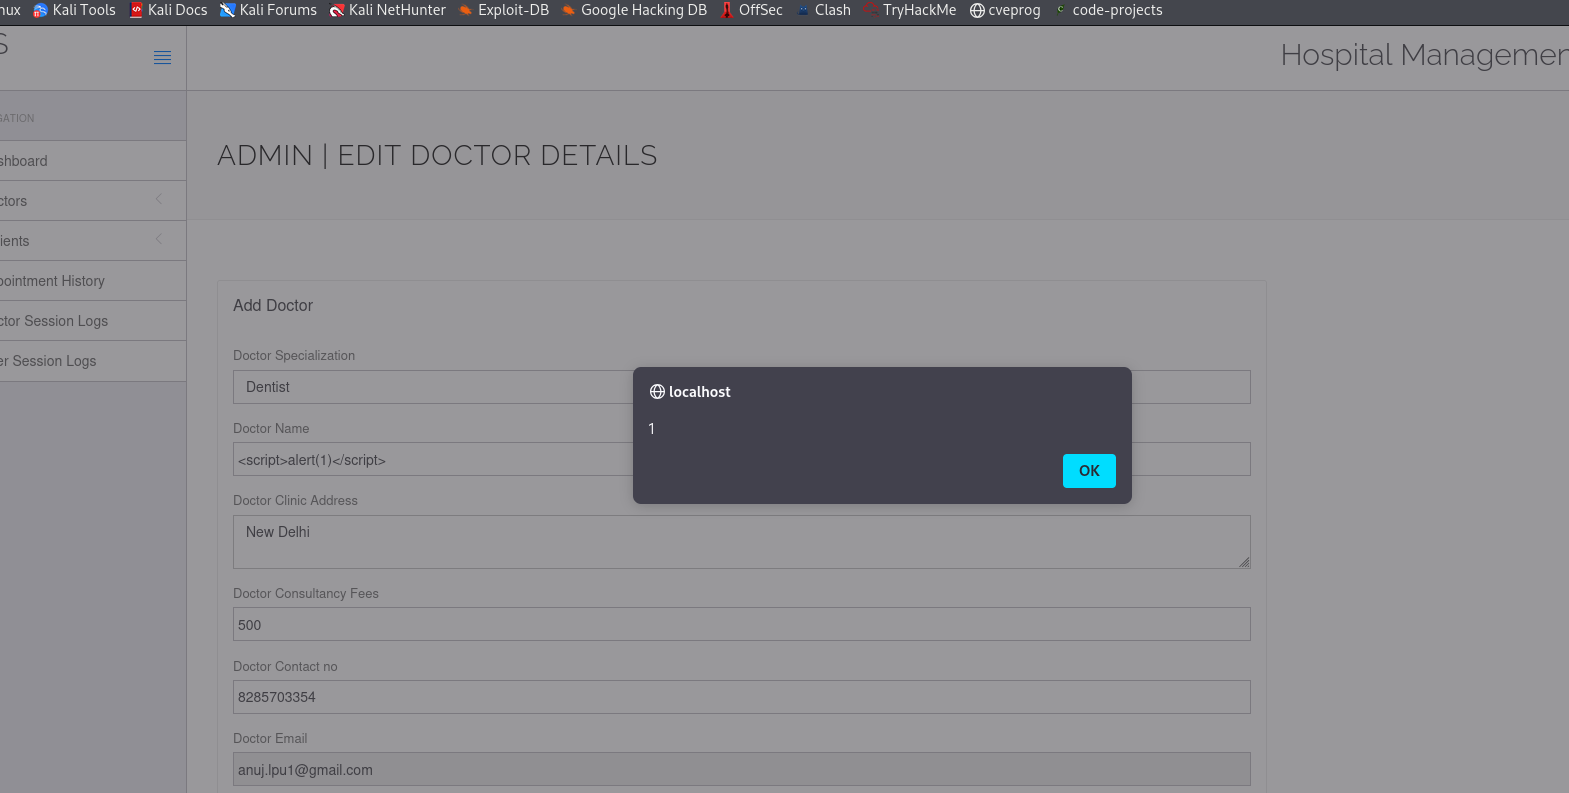 nux Kali Tools Kali Docs Kali Forums Kali NetHunter Exploit-DB Google Hacking DB OffSec Clash TryHackMe cveprog code-projects
S
Hospital Managemen
GATION
ADMIN | EDIT DOCTOR DETAILS
shboard
ctors
ients
pointment History
Add Doctor
ctor Session Logs
er Session Logs
Doctor Specialization
Dentist
localhost
1
OK
Doctor Name
<script>alert(1)</script>
Doctor Clinic Address
New Delhi
Doctor Consultancy Fees
500
Doctor Contact no
8285703354
Doctor Email
anuj.lpu1@gmail.com